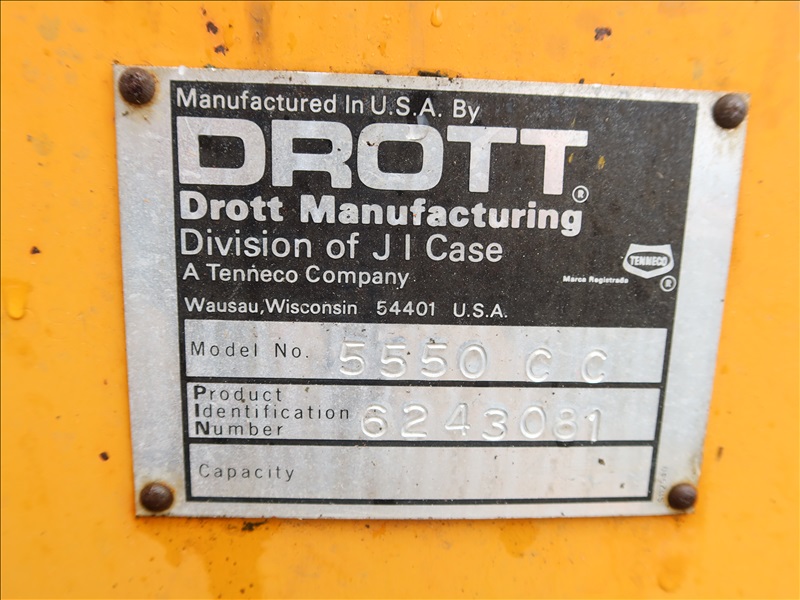 Manufactured In U.S.A. By
DROTT®
Drott Manufacturing
Division of J I Case
A Tenneco Company
TENNECO
Marca Registrada ®
Wausau, Wisconsin 54401 U.S.A.
Model No. 5550 CC
Product
Identification
Number 6243081
Capacity